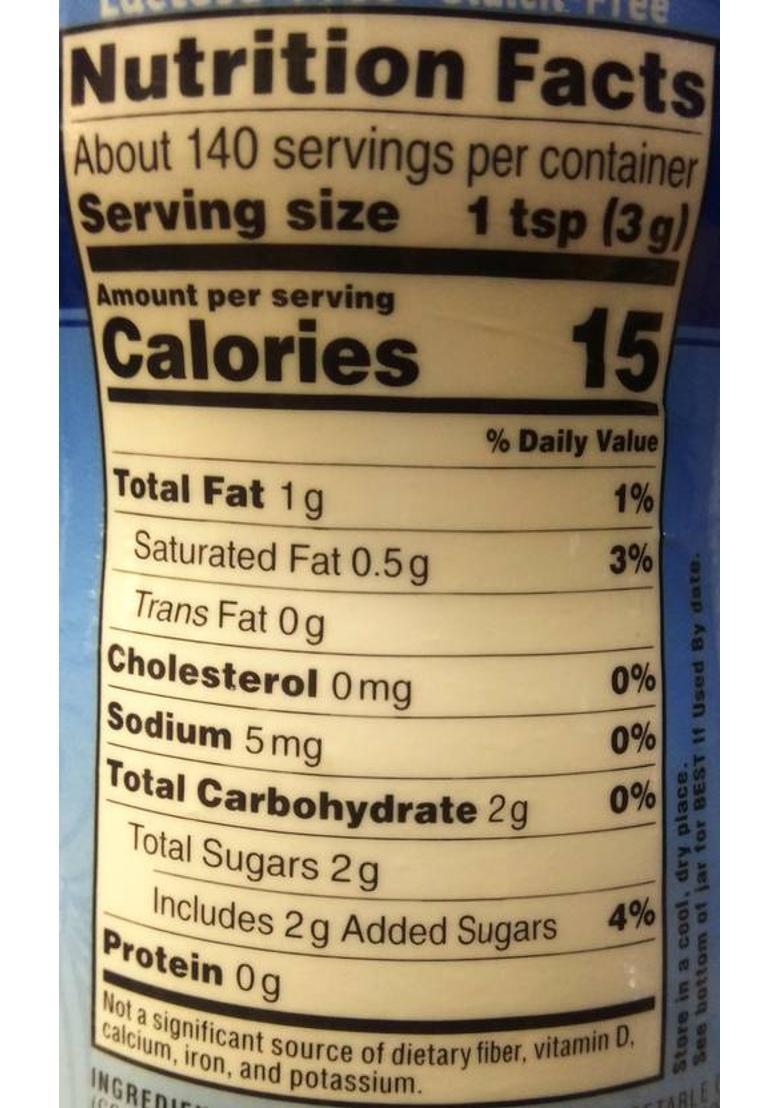 Free
Nutrition Facts
About 140 servings per container
Serving size 1 tsp (3g)
Amount per serving
Calories 15
% Daily Value
Total Fat 1g 1%
Saturated Fat 0.5g 3%
Trans Fat 0g
Cholesterol 0mg 0%
Sodium 5mg 0%
Total Carbohydrate 2g 0%
Total Sugars 2g
Includes 2g Added Sugars 4%
Protein 0g
Not a significant source of dietary fiber, vitamin D,
calcium, iron, and potassium.
Store in a cool, dry place.
See bottom of jar for BEST If Used By date.